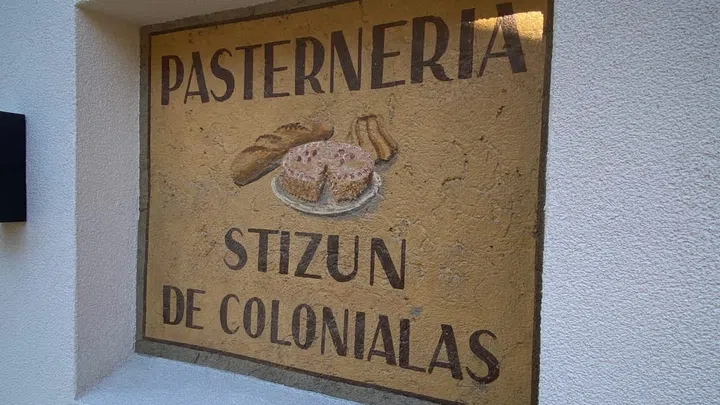 PASTERNERIA
STIZUN
DE COLONIALAS